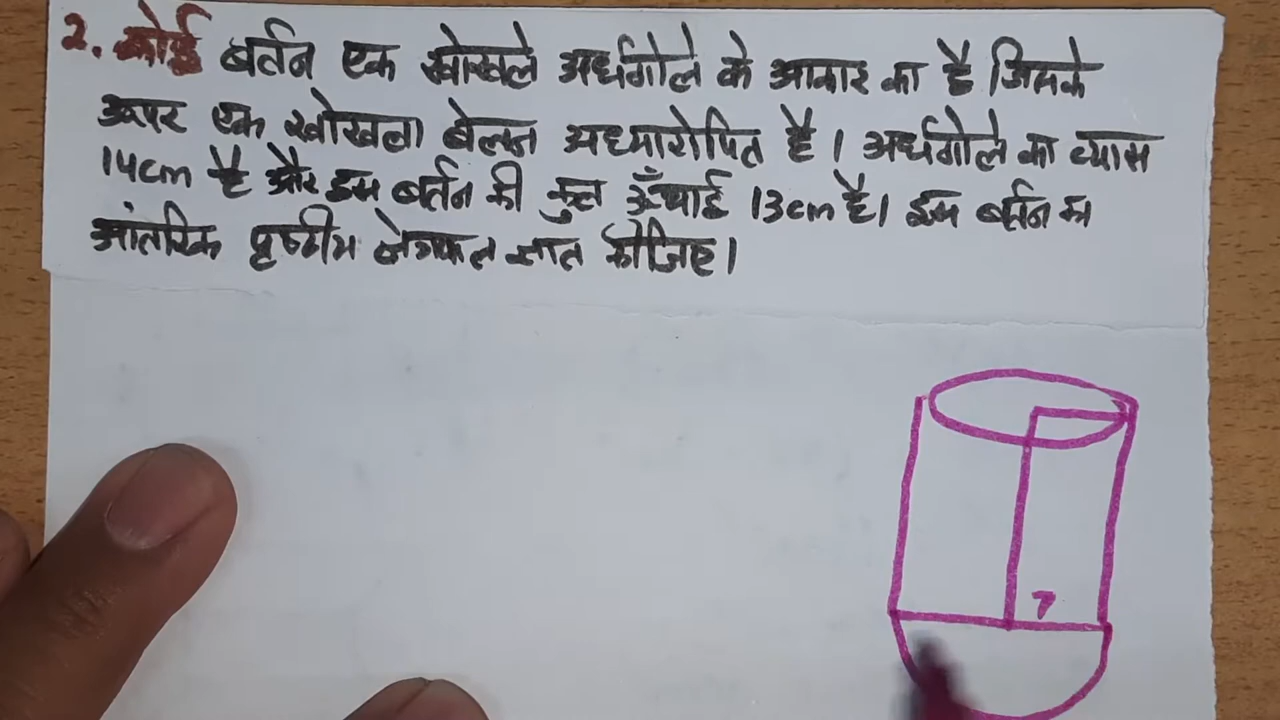 2. कोई बर्तन एक खोखले अर्धगोले के आकार का है जिसके
ऊपर एक खोखला बेलन अध्यारोपित है। अर्धगोले का व्यास
14cm है और इस बर्तन की कुल ऊँचाई 13cm है। इस बर्तन का
आंतरिक पृष्ठीय क्षेत्रफल ज्ञात कीजिए।
7